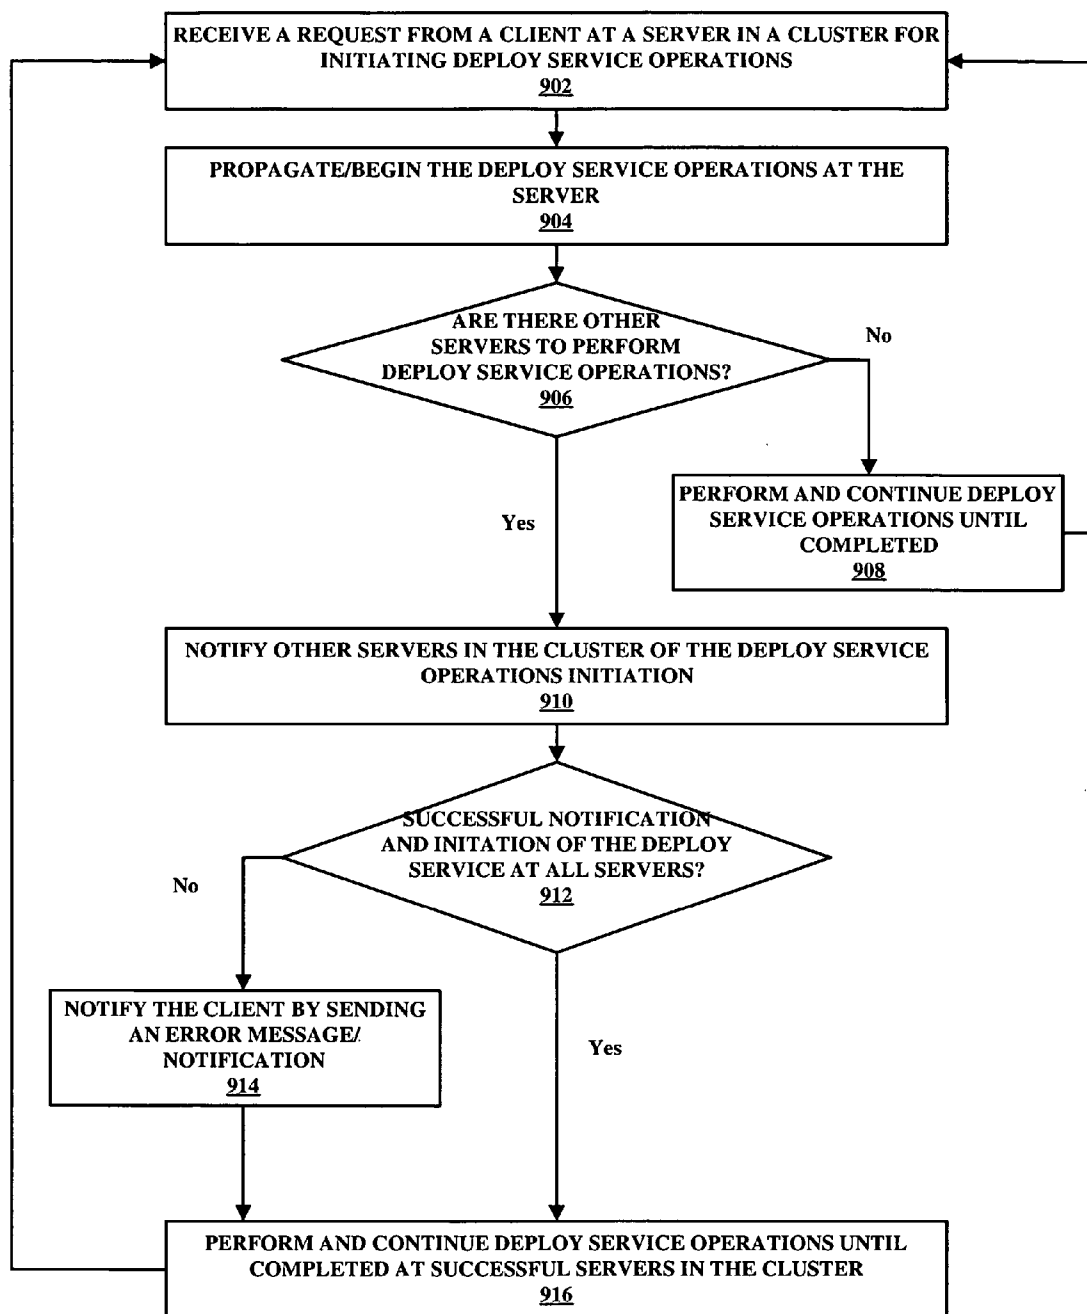 RECEIVE A REQUEST FROM A CLIENT AT A SERVER IN A CLUSTER FOR
INITIATING DEPLOY SERVICE OPERATIONS
902
PROPAGATE/BEGIN THE DEPLOY SERVICE OPERATIONS AT THE
SERVER
904
ARE THERE OTHER
SERVERS TO PERFORM
DEPLOY SERVICE OPERATIONS?
906
No
PERFORM AND CONTINUE DEPLOY
SERVICE OPERATIONS UNTIL
COMPLETED
908
Yes
NOTIFY OTHER SERVERS IN THE CLUSTER OF THE DEPLOY SERVICE
OPERATIONS INITIATION
910
SUCCESSFUL NOTIFICATION
AND INITATION OF THE DEPLOY
SERVICE AT ALL SERVERS?
912
No
NOTIFY THE CLIENT BY SENDING
AN ERROR MESSAGE/
NOTIFICATION
914
Yes
PERFORM AND CONTINUE DEPLOY SERVICE OPERATIONS UNTIL
COMPLETED AT SUCCESSFUL SERVERS IN THE CLUSTER
916